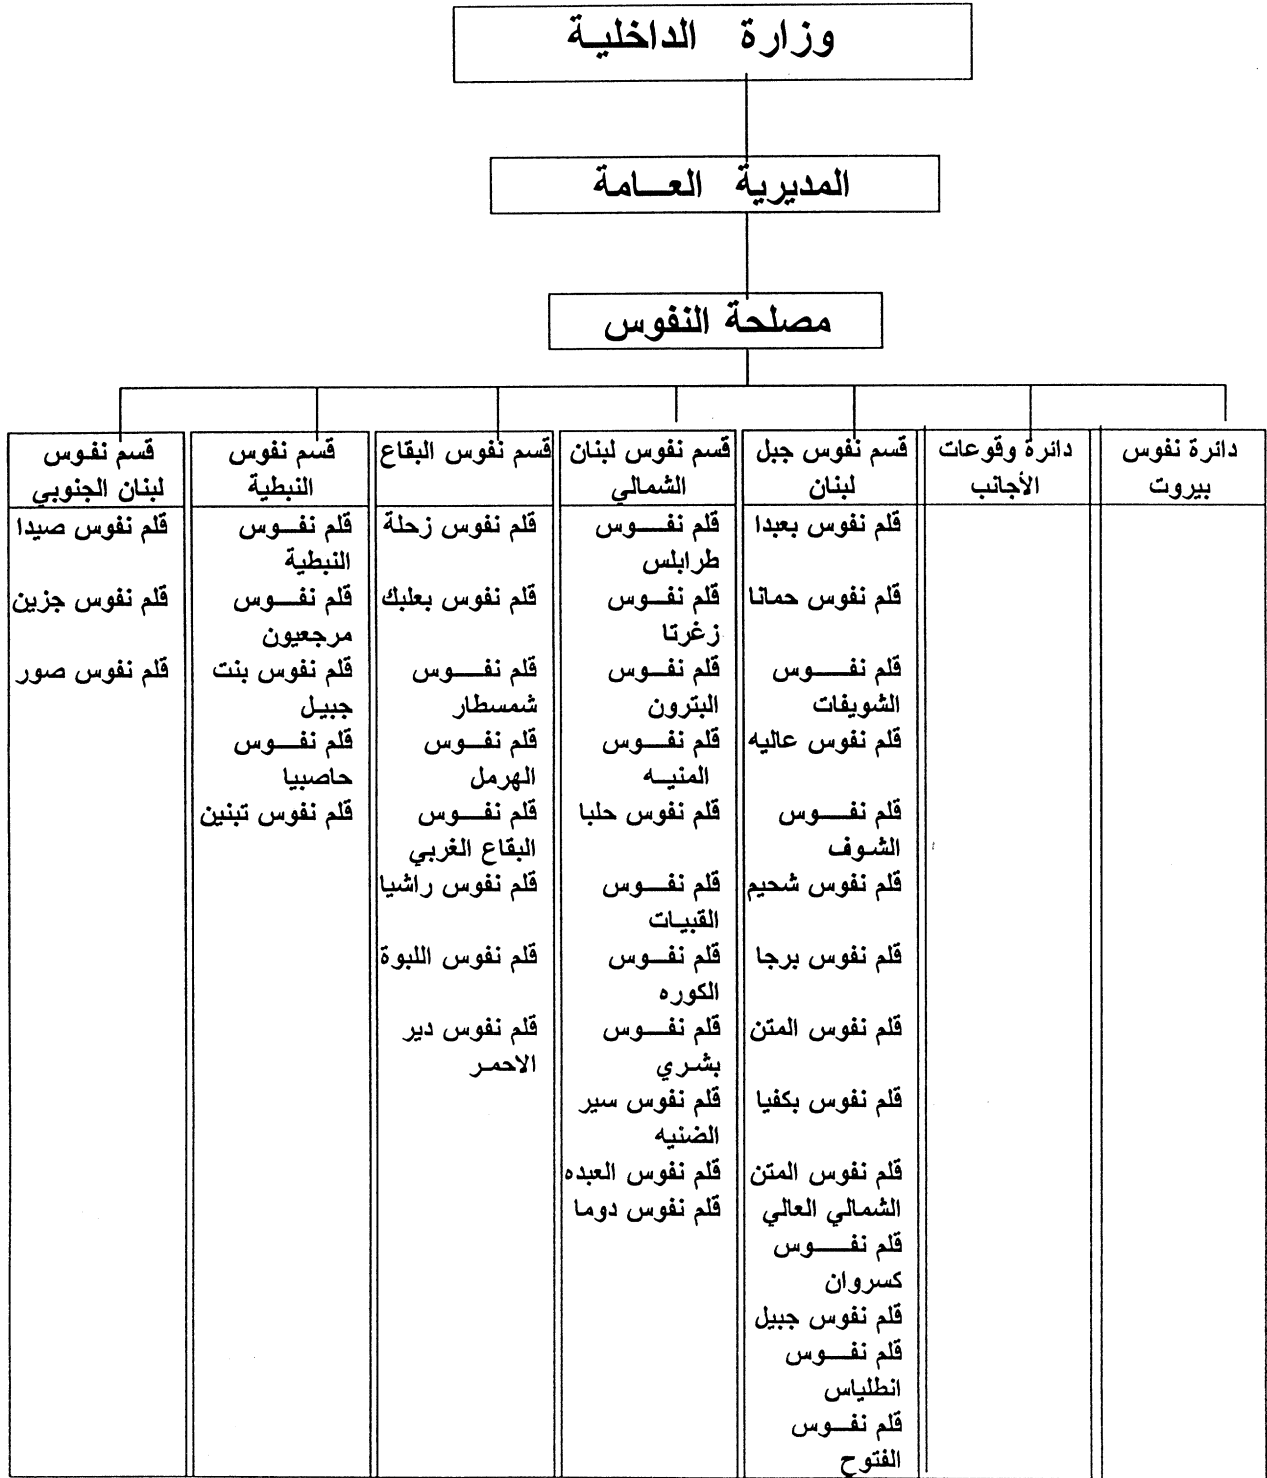 وزارة الداخلية
المديرية العامة
مصلحة النفوس
دائرة نفوس
بيروت
دائرة وقوعات
الأجانب
قسم نفوس جبل
لبنان
قلم نفوس بعبدا
قلم نفوس حمانا
قلم نفوس
الشويفات
قلم نفوس عاليه
قلم نفوس
الشوف
قلم نفوس شحيم
قلم نفوس برجا
قلم نفوس المتن
قلم نفوس بكفيا
قلم نفوس المتن
الشمالي العالي
قلم نفوس
كسروان
قلم نفوس جبيل
قلم نفوس
انطلياس
قلم نفوس
الفتوح
قسم نفوس لبنان
الشمالي
قلم نفوس
طرابلس
قلم نفوس
زغرتا
قلم نفوس
البترون
قلم نفوس
المنيه
قلم نفوس حلبا
قلم نفوس
القبيات
قلم نفوس
الكوره
قلم نفوس
بشري
قلم نفوس سير
الضنيه
قلم نفوس العبده
قلم نفوس دوما
قسم نفوس البقاع
قلم نفوس زحلة
قلم نفوس بعلبك
قلم نفوس
شمسطار
قلم نفوس
الهرمل
قلم نفوس
البقاع الغربي
قلم نفوس راشيا
قلم نفوس اللبوة
قلم نفوس دير
الاحمر
قسم نفوس
النبطية
قلم نفوس
النبطية
قلم نفوس
مرجعيون
قلم نفوس بنت
جبيل
قلم نفوس
حاصبيا
قلم نفوس تبنين
قسم نفوس
لبنان الجنوبي
قلم نفوس صيدا
قلم نفوس جزين
قلم نفوس صور